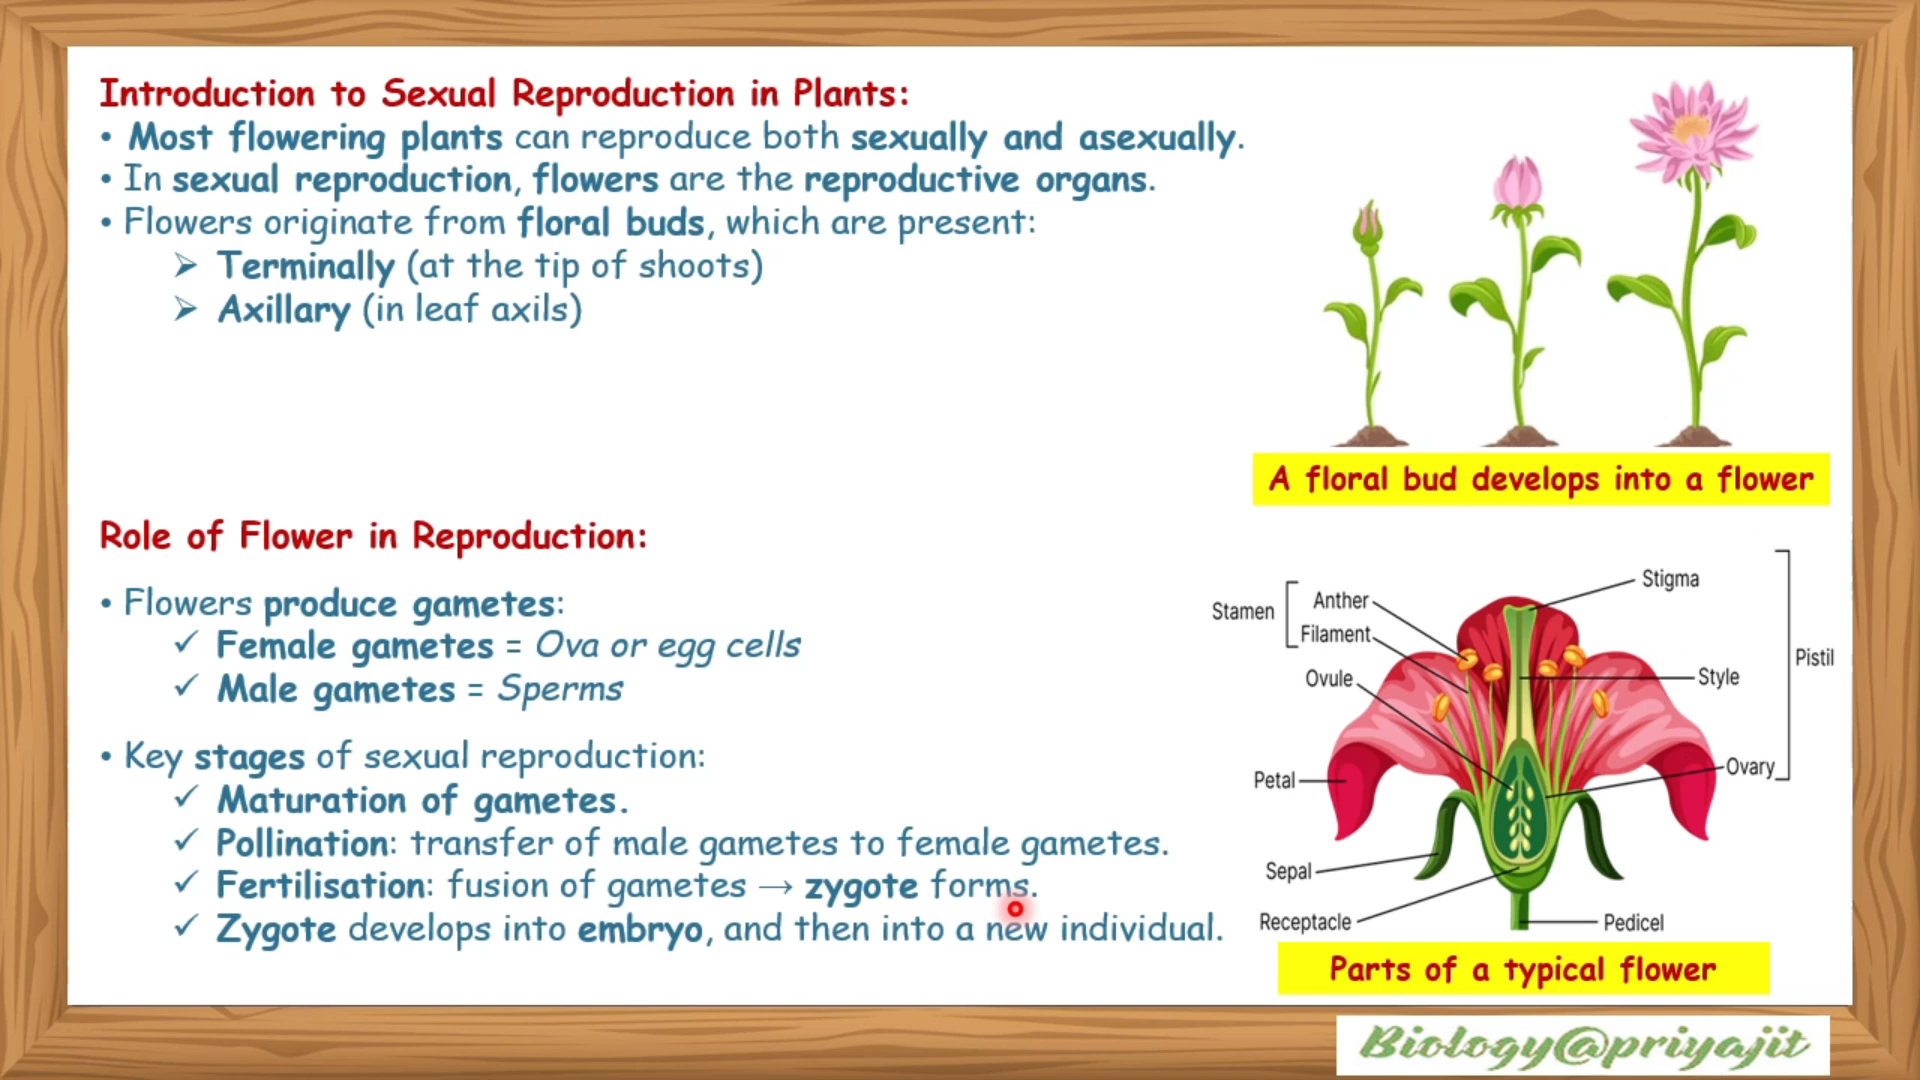 Introduction to Sexual Reproduction in Plants:
• Most flowering plants can reproduce both sexually and asexually.
• In sexual reproduction, flowers are the reproductive organs.
• Flowers originate from floral buds, which are present:
➢ Terminally (at the tip of shoots)
➢ Axillary (in leaf axils)
A floral bud develops into a flower
Role of Flower in Reproduction:
• Flowers produce gametes:
✓ Female gametes = Ova or egg cells
✓ Male gametes = Sperms
• Key stages of sexual reproduction:
✓ Maturation of gametes.
✓ Pollination: transfer of male gametes to female gametes.
✓ Fertilisation: fusion of gametes → zygote forms.
✓ Zygote develops into embryo, and then into a new individual.
Stigma
Anther
Stamen
Filament
Pistil
Ovule
Style
Ovary
Petal
Sepal
Receptacle
Pedicel
Parts of a typical flower
Biology@priyajit